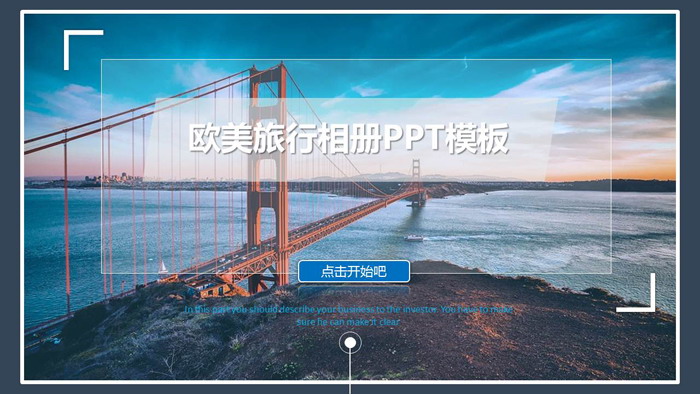 欧美旅行相册PPT模板
点击开始吧
In this part you should describe your business to the investor. You have to make
sure he can make it clear